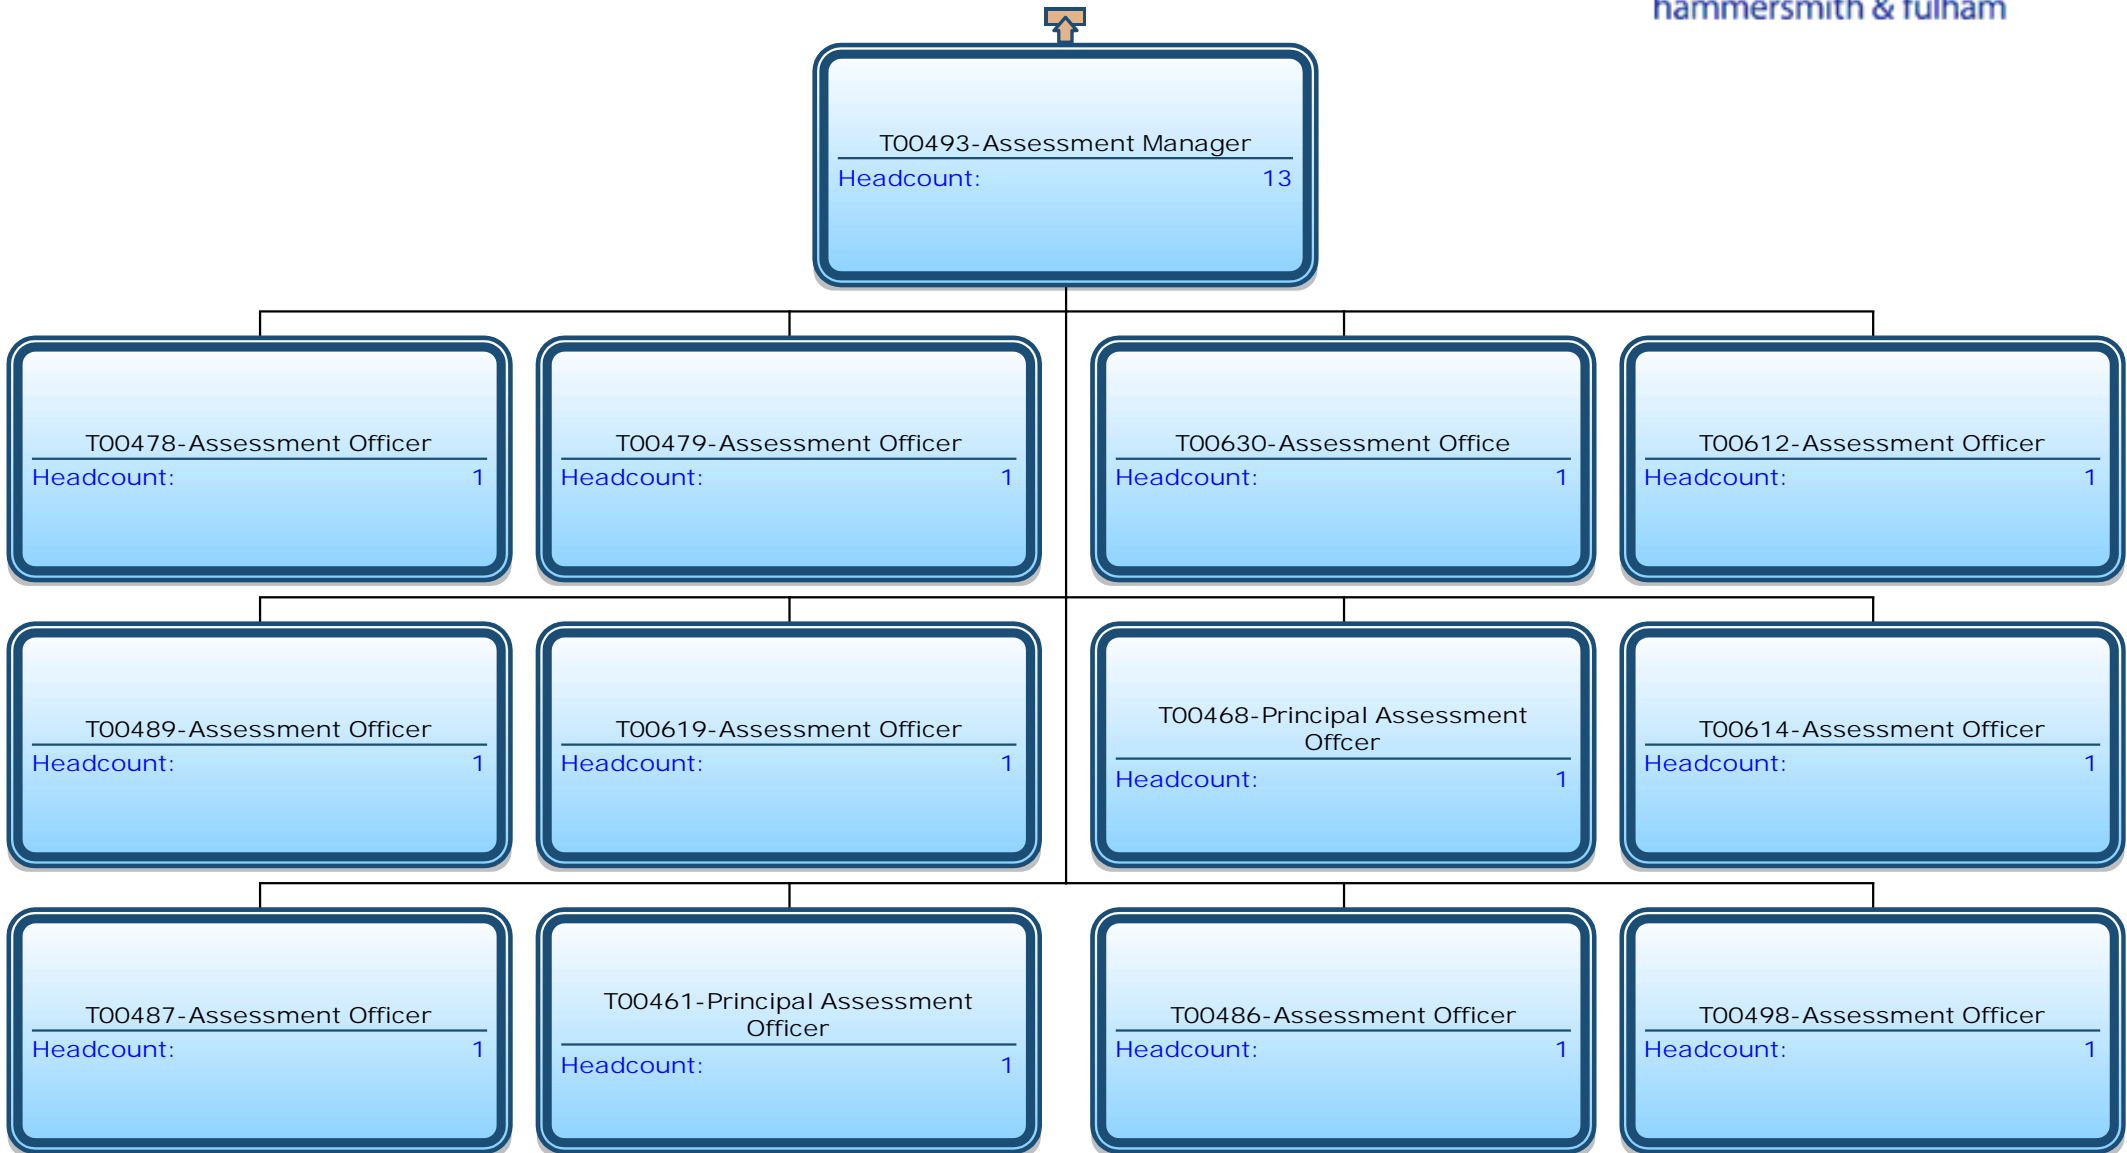 hammersmith & fulham
T00493-Assessment Manager
Headcount: 13
T00478-Assessment Officer
Headcount: 1
T00479-Assessment Officer
Headcount: 1
T00630-Assessment Office
Headcount: 1
T00612-Assessment Officer
Headcount: 1
T00489-Assessment Officer
Headcount: 1
T00619-Assessment Officer
Headcount: 1
T00468-Principal Assessment
Offcer
Headcount: 1
T00614-Assessment Officer
Headcount: 1
T00487-Assessment Officer
Headcount: 1
T00461-Principal Assessment
Officer
Headcount: 1
T00486-Assessment Officer
Headcount: 1
T00498-Assessment Officer
Headcount: 1